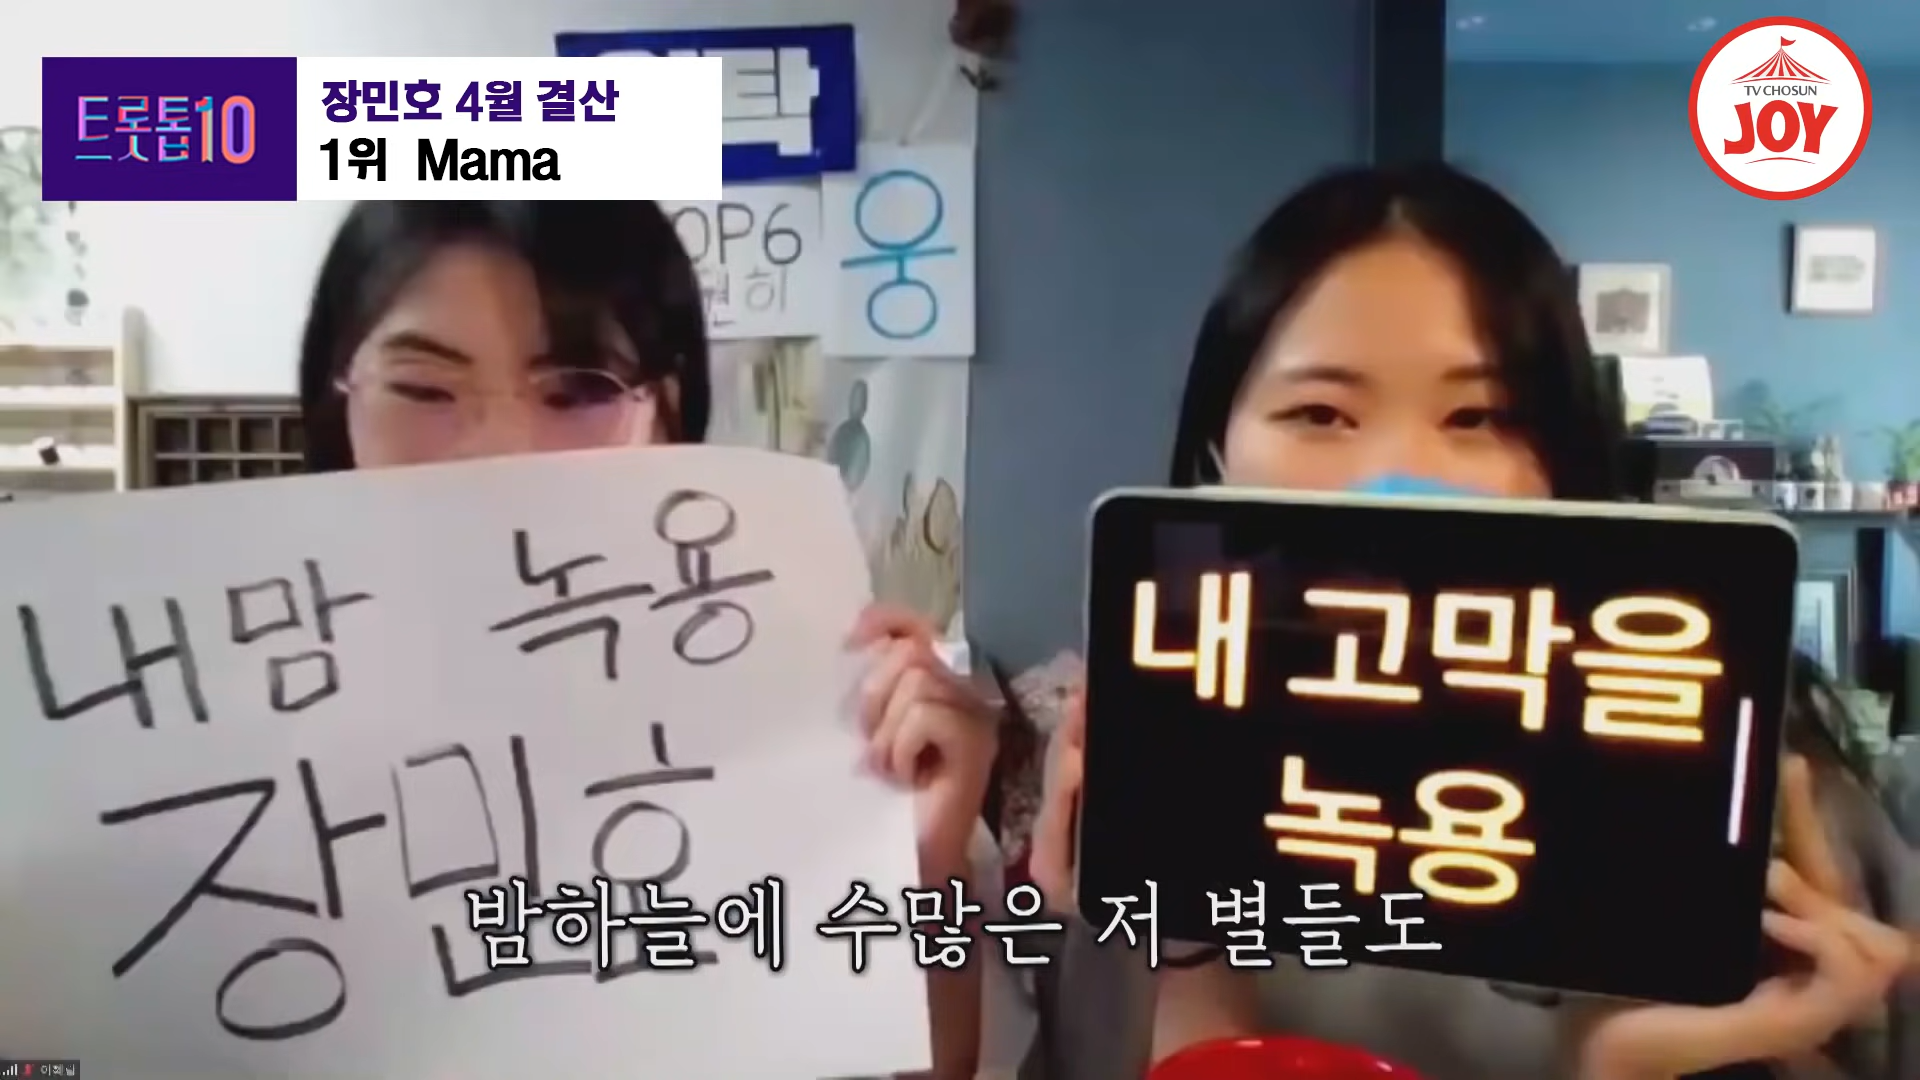 트롯톱10
장민호 4월 결산
1위 Mama
TV CHOSUN
JOY
OP6
웅
내맘 녹용
장민호
내 고막을
녹용
밤하늘에 수많은 저 별들도